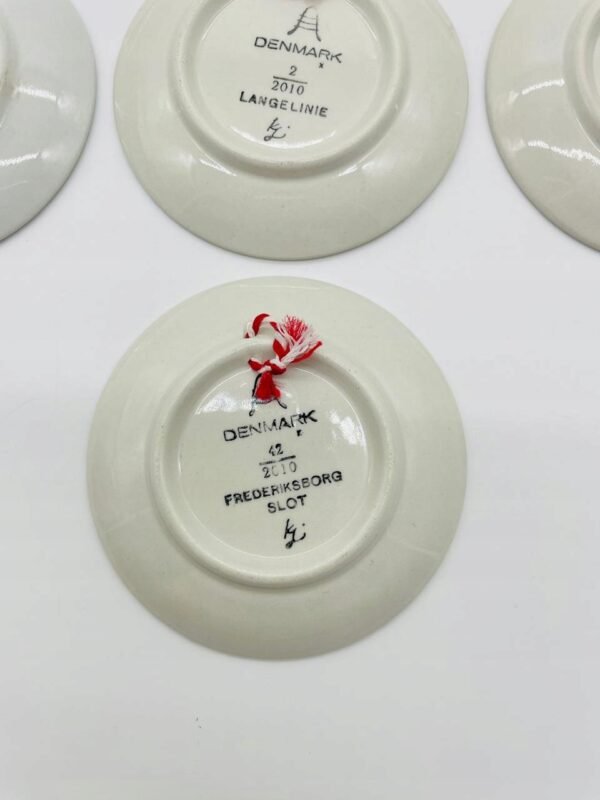 DENMARK
x
2
2010
LANGELINIE
DENMARK
x
42
2010
FREDERIKSBORG
SLOT